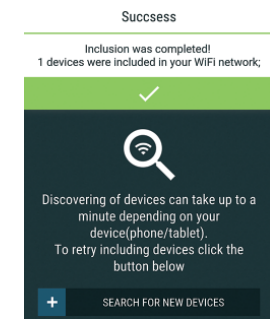 Succsess
Inclusion was completed!
1 devices were included in your WiFi network;
Discovering of devices can take up to a
minute depending on your
device(phone/tablet).
To retry including devices click the
button below
+ SEARCH FOR NEW DEVICES